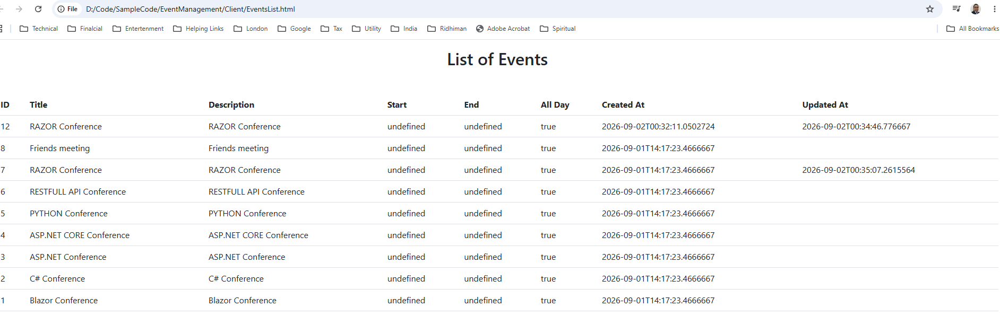 File D:/Code/SampleCode/EventManagement/Client/EventsList.html
Technical Finalcial Entertenment Helping Links London Google Tax Utility India Ridhiman Adobe Acrobat Spiritual All Bookmarks
List of Events
ID Title Description Start End All Day Created At Updated At
12 RAZOR Conference RAZOR Conference undefined undefined true 2026-09-02T00:32:11.0502724 2026-09-02T00:34:46.776667
8 Friends meeting Friends meeting undefined undefined true 2026-09-01T14:17:23.4666667
7 RAZOR Conference RAZOR Conference undefined undefined true 2026-09-01T14:17:23.4666667 2026-09-02T00:35:07.2615564
6 RESTFULL API Conference RESTFULL API Conference undefined undefined true 2026-09-01T14:17:23.4666667
5 PYTHON Conference PYTHON Conference undefined undefined true 2026-09-01T14:17:23.4666667
4 ASP.NET CORE Conference ASP.NET CORE Conference undefined undefined true 2026-09-01T14:17:23.4666667
3 ASP.NET Conference ASP.NET Conference undefined undefined true 2026-09-01T14:17:23.4666667
2 C# Conference C# Conference undefined undefined true 2026-09-01T14:17:23.4666667
1 Blazor Conference Blazor Conference undefined undefined true 2026-09-01T14:17:23.4666667